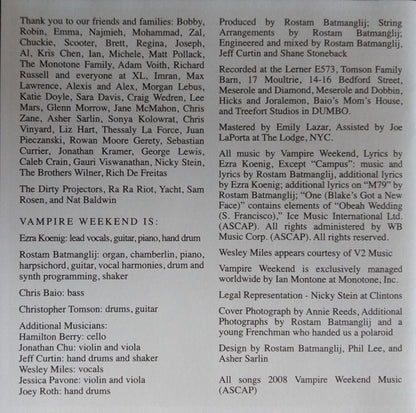 Thank you to our friends and families: Bobby,
Robin, Emma, Najmieh, Mohammad, Zal,
Chuckie, Scooter, Brett, Regina, Joseph,
Al, Kris Chen, Ian, Michele, Matt Pollack,
The Monotone Family, Adam Voith, Richard
Russell and everyone at XL, Imran, Max
Lawrence, Alexis and Alex, Morgan Lebus,
Katie Doyle, Sara Davis, Craig Wedren, Lee
Mars, Glenn Morrow, Jane McMahon, Chris
Zane, Asher Sarlin, Sonya Kolowrat, Chris
Vinyard, Liz Hart, Thessaly La Force, Juan
Pieczanski, Rowan Moore Gerety, Sebastian
Currier, Jonathan Kramer, George Lewis,
Caleb Crain, Gauri Viswanathan, Nicky Stein,
The Brothers Wilner, Rich De Freitas
The Dirty Projectors, Ra Ra Riot, Yacht, Sam
Rosen, and Nat Baldwin
VAMPIRE WEEKEND IS:
Ezra Koenig: lead vocals, guitar, piano, hand drum
Rostam Batmanglij: organ, chamberlin, piano,
harpsichord, guitar, vocal harmonies, drum and
synth programming, shaker
Chris Baio: bass
Christopher Tomson: drums, guitar
Additional Musicians:
Hamilton Berry: cello
Jonathan Chu: violin and viola
Jeff Curtin: hand drums and shaker
Wesley Miles: vocals
Jessica Pavone: violin and viola
Joey Roth: hand drums
Produced by Rostam Batmanglij; String
Arrangements by Rostam Batmanglij;
Engineered and mixed by Rostam Batmanglij,
Jeff Curtin and Shane Stoneback
Recorded at the Lerner E573, Tomson Family
Barn, 17 Moultrie, 14-16 Bedford Street,
Meserole and Diamond, Meserole and Dobbin,
Hicks and Joralemon, Baio's Mom's House,
and Treefort Studios in DUMBO.
Mastered by Emily Lazar, Assisted by Joe
LaPorta at The Lodge, NYC.
All music by Vampire Weekend, Lyrics by
Ezra Koenig, Except "Campus": music and
lyrics by Rostam Batmanglij, additional lyrics
by Ezra Koenig; additional lyrics on "M79" by
Rostam Batmanglij; "One (Blake's Got a New
Face)" contains elements of "Obeah Wedding
(S. Francisco)," Ice Music International Ltd.
(ASCAP). All rights administered by WB
Music Corp. (ASCAP). All rights reserved.
Wesley Miles appears courtesy of V2 Music
Vampire Weekend is exclusively managed
worldwide by Ian Montone at Monotone, Inc.
Legal Representation - Nicky Stein at Clintons
Cover Photograph by Annie Reeds, Additional
Photographs by Rostam Batmanglij and a
young Frenchman who handed us a polaroid
Design by Rostam Batmanglij, Phil Lee, and
Asher Sarlin
All songs 2008 Vampire Weekend Music
(ASCAP)